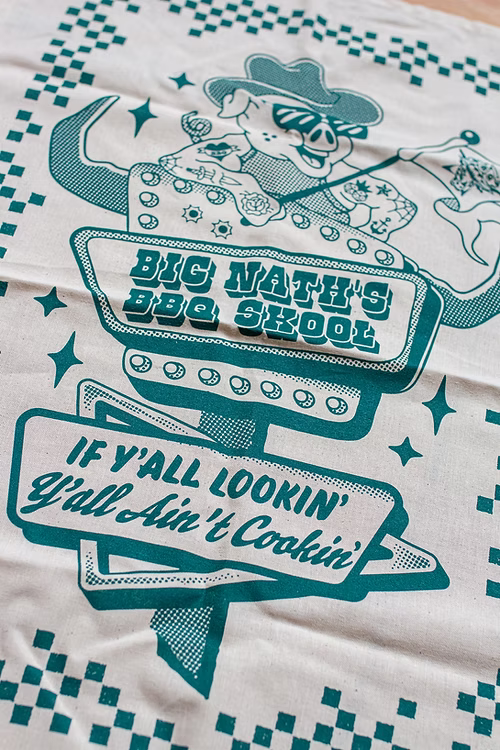 BIG NATH'S
BBQ SKOOL
IF Y'ALL LOOKIN'
Y'all Ain't Cookin'